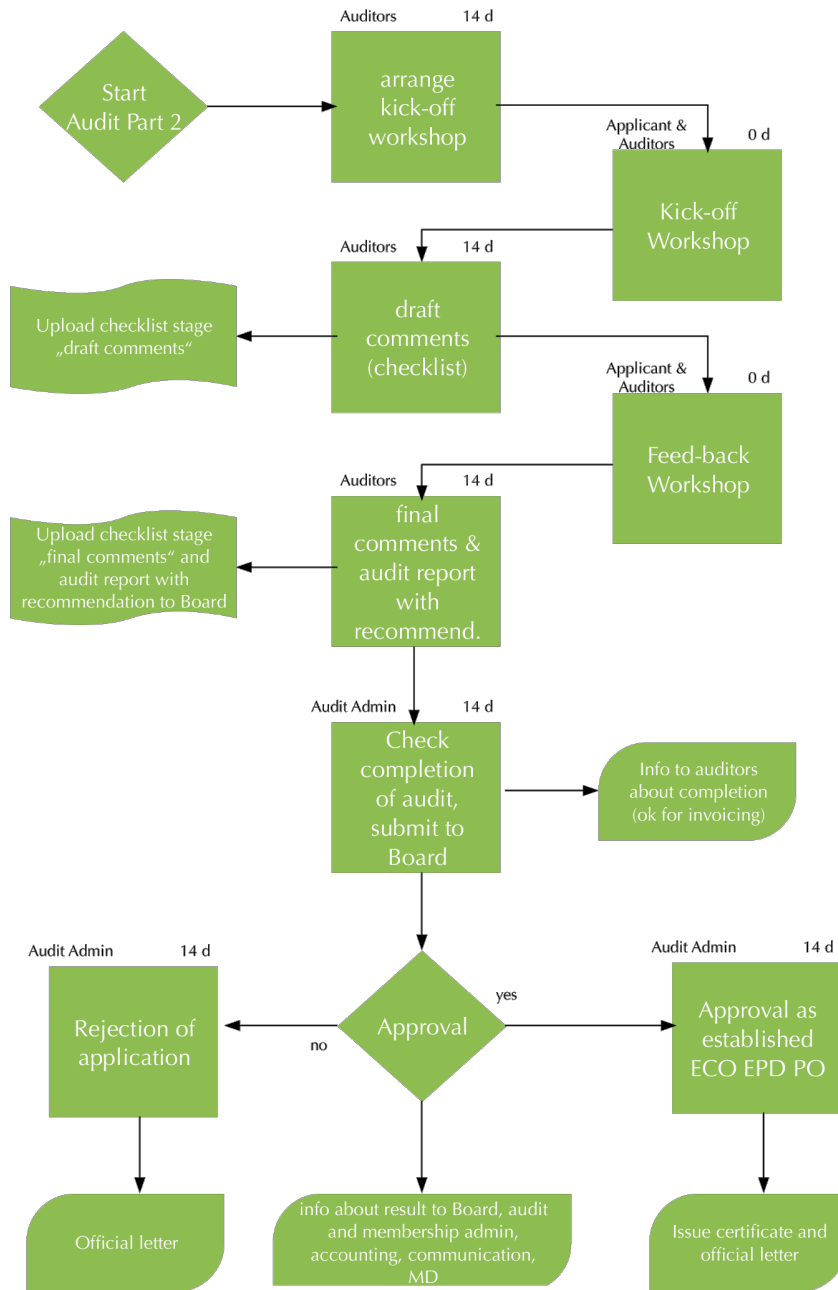 Auditors 14 d
Start
Audit Part 2
arrange
kick-off
workshop
Applicant &
Auditors
0 d
Kick-off
Workshop
Auditors 14 d
Upload checklist stage
„draft comments“
draft
comments
(checklist)
Applicant &
Auditors
0 d
Feed-back
Workshop
Auditors 14 d
Upload checklist stage
„final comments“ and
audit report with
recommendation to Board
final
comments &
audit report
with
recommend.
Audit Admin 14 d
Check
completion
of audit,
submit to
Board
Info to auditors
about completion
(ok for invoicing)
Audit Admin 14 d
Rejection of
application
no
Approval
yes
Audit Admin 14 d
Approval as
established
ECO EPD PO
Official letter
info about result to Board, audit
and membership admin,
accounting, communication,
MD
Issue certificate and
official letter